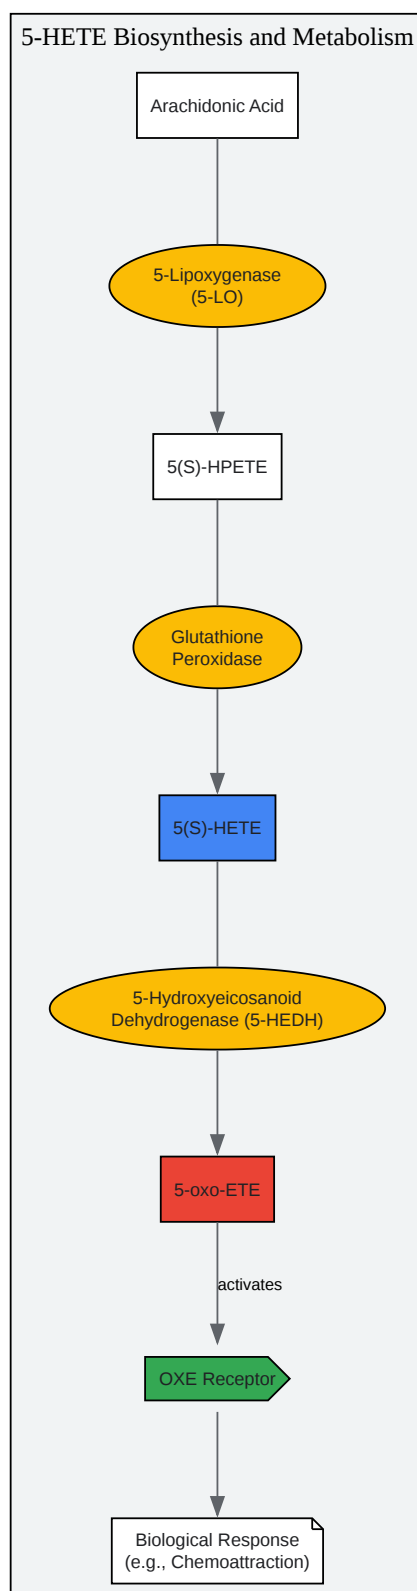 5-HETE Biosynthesis and Metabolism
Arachidonic Acid
5-Lipoxygenase
(5-LO)
5(S)-HPETE
Glutathione
Peroxidase
5(S)-HETE
5-Hydroxyeicosanoid
Dehydrogenase (5-HEDH)
5-oxo-ETE
activates
OXE Receptor
Biological Response
(e.g., Chemoattraction)